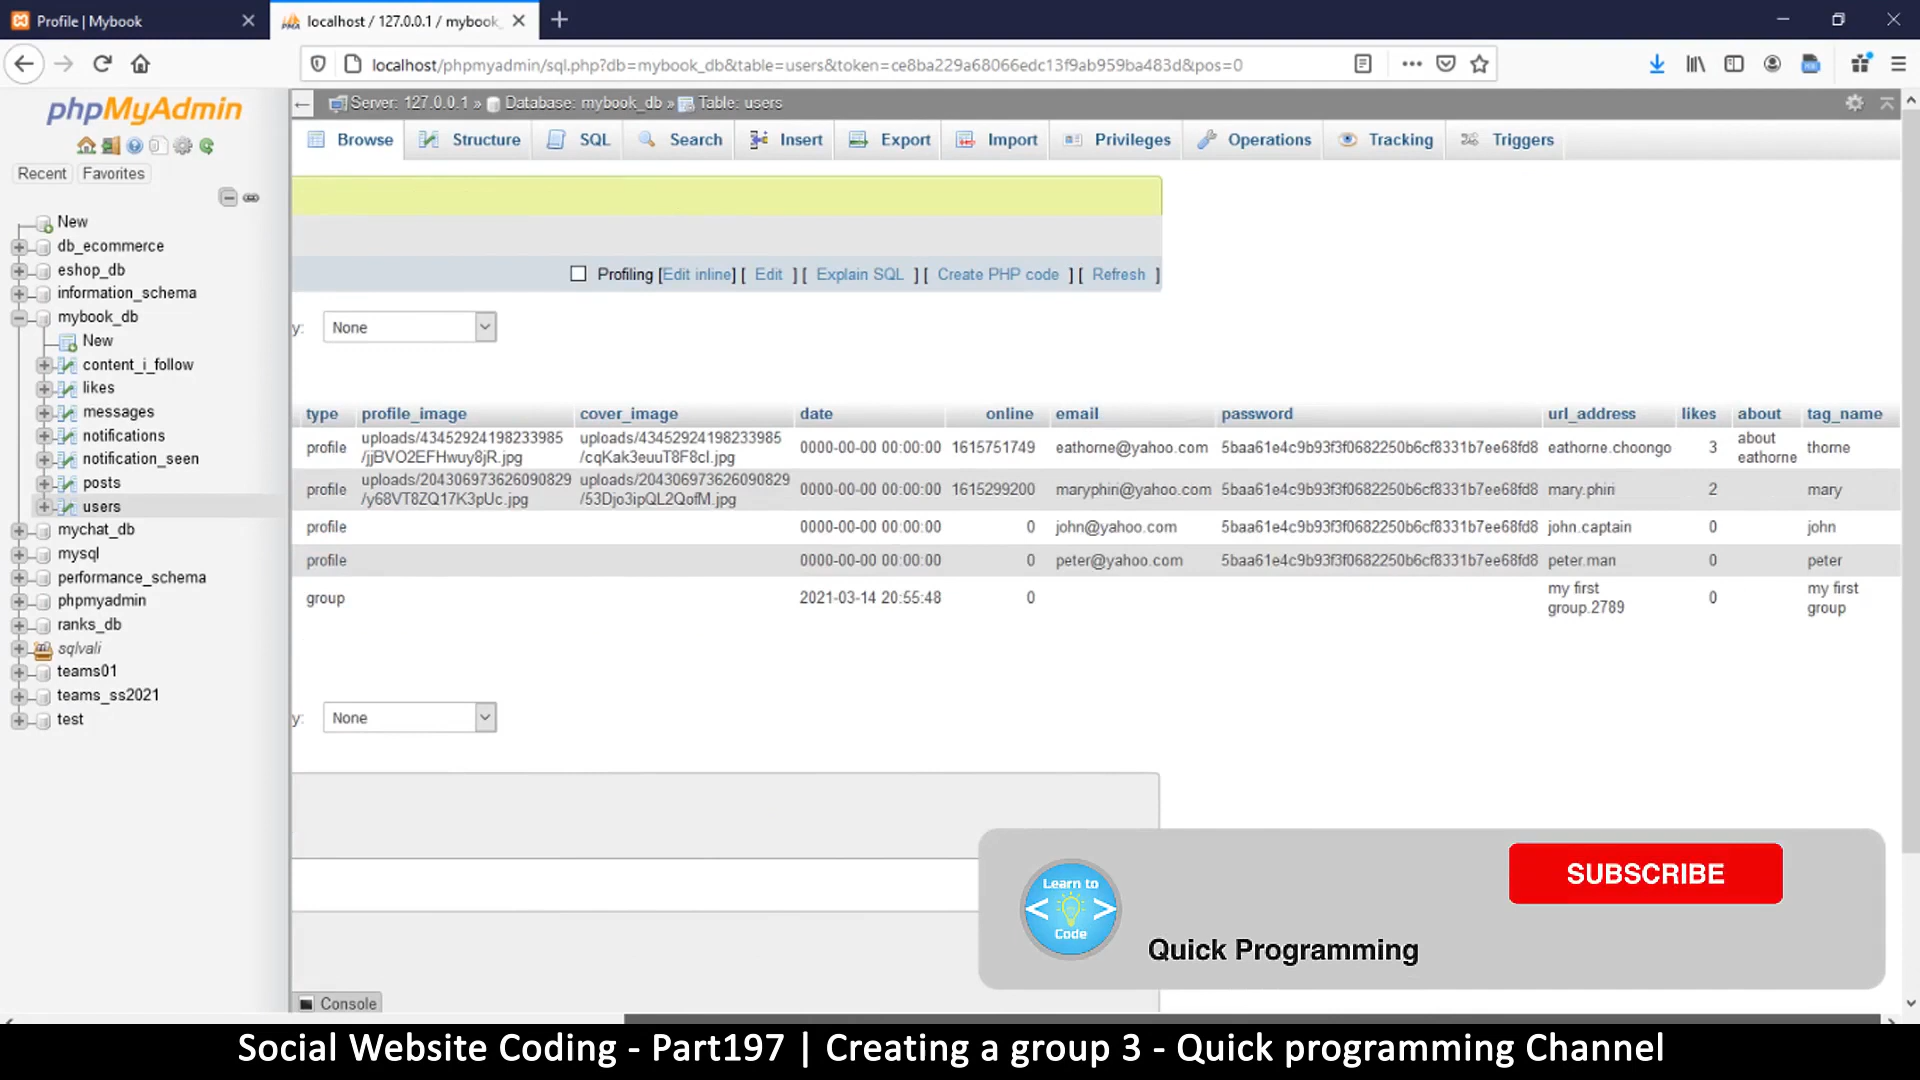 Profile | Mybook
localhost / 127.0.0.1 / mybook_
localhost/phpmyadmin/sql.php?db=mybook_db&table=users&token=ce8ba229a68066edc13f9ab959ba483d&pos=0
phpMyAdmin
Recent Favorites
New
db_ecommerce
eshop_db
information_schema
mybook_db
New
content_i_follow
likes
messages
notifications
notification_seen
posts
users
mychat_db
mysql
performance_schema
phpmyadmin
ranks_db
sqlvali
teams01
teams_ss2021
test
Server: 127.0.0.1 » Database: mybook_db » Table: users
Browse Structure SQL Search Insert Export Import Privileges Operations Tracking Triggers
Profiling [Edit inline] [ Edit ] [ Explain SQL ] [ Create PHP code ] [ Refresh ]
y: None
type profile_image cover_image date online email password url_address likes about tag_name
profile uploads/43452924198233985 /jjBVO2EFHwuy8jR.jpg uploads/43452924198233985 /cqKak3euuT8F8cI.jpg 0000-00-00 00:00:00 1615751749 eathorne@yahoo.com 5baa61e4c9b93f3f0682250b6cf8331b7ee68fd8 eathorne.choongo 3 about eathorne thorne
profile uploads/204306973626090829 /y68VT8ZQ17K3pUc.jpg uploads/204306973626090829 /53Djo3ipQL2QofM.jpg 0000-00-00 00:00:00 1615299200 maryphiri@yahoo.com 5baa61e4c9b93f3f0682250b6cf8331b7ee68fd8 mary.phiri 2 mary
profile 0000-00-00 00:00:00 0 john@yahoo.com 5baa61e4c9b93f3f0682250b6cf8331b7ee68fd8 john.captain 0 john
profile 0000-00-00 00:00:00 0 peter@yahoo.com 5baa61e4c9b93f3f0682250b6cf8331b7ee68fd8 peter.man 0 peter
group 2021-03-14 20:55:48 0 my first group.2789 0 my first group
y: None
Console
Learn to
< >
Code
Quick Programming
SUBSCRIBE
Social Website Coding - Part197 | Creating a group 3 - Quick programming Channel